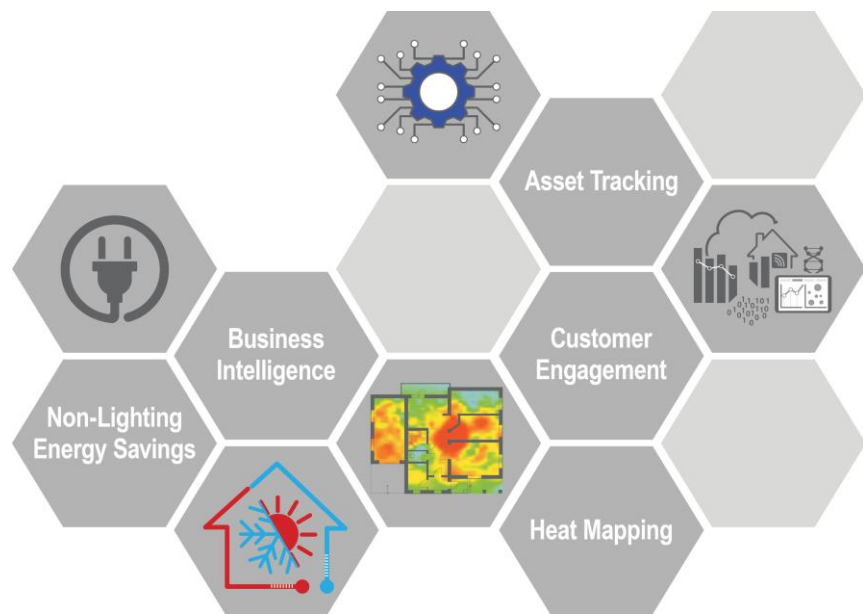 Asset Tracking
Business
Intelligence
Customer
Engagement
Non-Lighting
Energy Savings
Heat Mapping